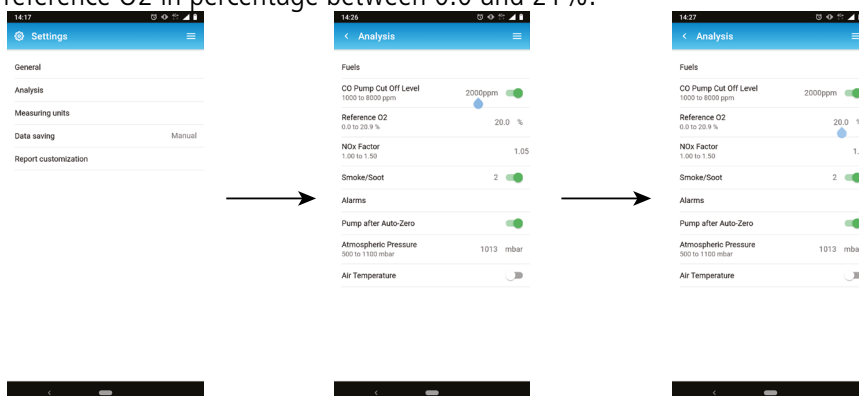 reference O2 in percentage between 0.0 and 21 %.
14:17
Settings
General
Analysis
Measuring units
Data saving Manual
Report customization
14:26
Analysis
Fuels
CO Pump Cut Off Level
1000 to 8000 ppm
2000ppm
Reference O2
0.0 to 20.9 %
20.0 %
NOx Factor
1.00 to 1.50
1.05
Smoke/Soot 2
Alarms
Pump after Auto-Zero
Atmospheric Pressure
500 to 1100 mbar
1013 mbar
Air Temperature
14:27
Analysis
Fuels
CO Pump Cut Off Level
1000 to 8000 ppm
2000ppm
Reference O2
0.0 to 20.9 %
20.0
NOx Factor
1.00 to 1.50
Smoke/Soot 2
Alarms
Pump after Auto-Zero
Atmospheric Pressure
500 to 1100 mbar
1013 mba
Air Temperature